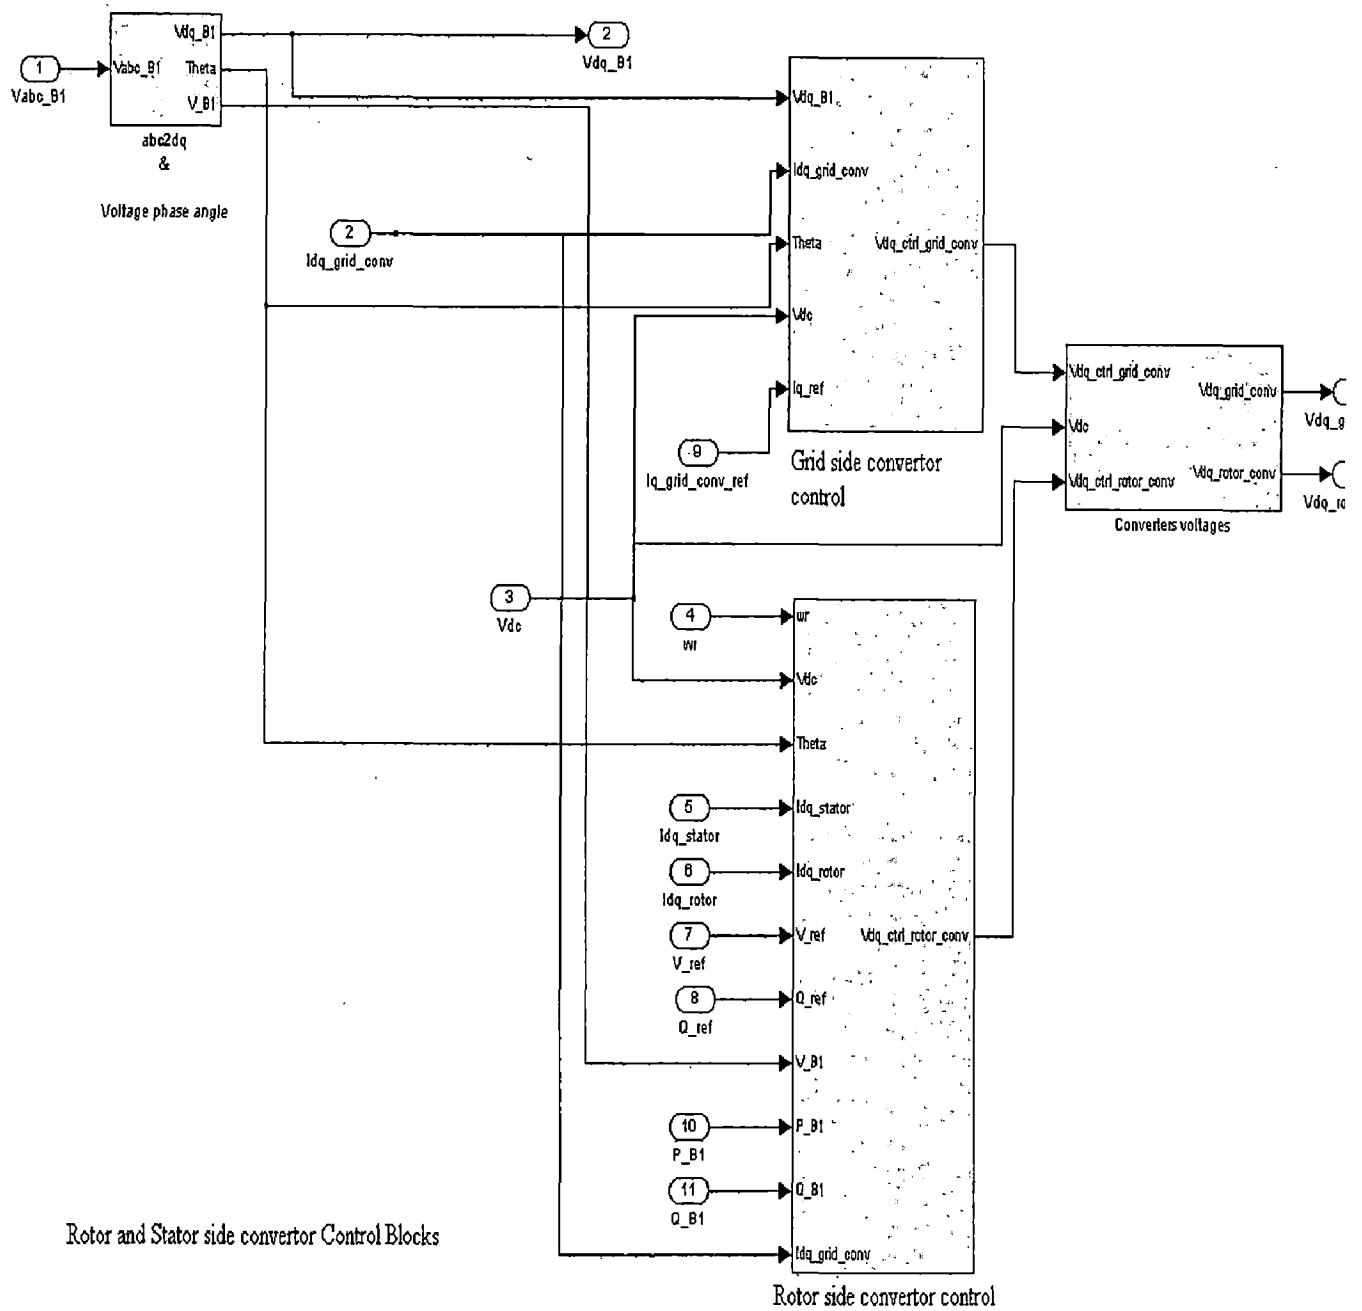 1
Vabc_B1
Vabc_B1
Vdq_B1
Theta
V_B1
abc2dq
&
Voltage phase angle
2
Vdq_B1
2
Idq_grid_conv
Vdq_B1
Idq_grid_conv
Theta
Vdc
Iq_ref
Vdq_ctrl_grid_conv
Grid side convertor
control
9
Iq_grid_conv_ref
Vdq_ctrl_grid_conv
Vdc
Vdq_ctrl_rotor_conv
Vdq_grid_conv
Vdq_rotor_conv
Converters voltages
Vdq_g
Vdq_ro
3
Vdc
4
wr
5
Idq_stator
6
Idq_rotor
7
V_ref
8
Q_ref
10
P_B1
11
Q_B1
wr
Vdc
Theta
Idq_stator
Idq_rotor
V_ref
Q_ref
V_B1
P_B1
Q_B1
Idq_grid_conv
Vdq_ctrl_rotor_conv
Rotor side convertor control
Rotor and Stator side convertor Control Blocks